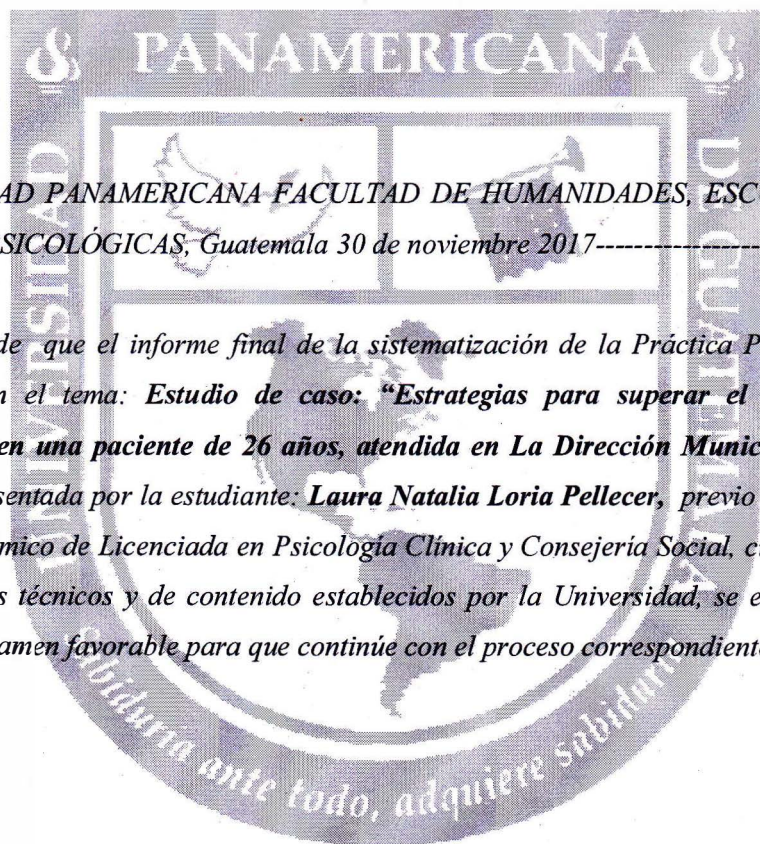 PANAMERICANA
UNIVERSIDAD
DE GUATEMALA
AD PANAMERICANA FACULTAD DE HUMANIDADES, ESC
SICOLÓGICAS, Guatemala 30 de noviembre 2017--------------------
de que el informe final de la sistematización de la Práctica P
n el tema: Estudio de caso: “Estrategias para superar el
en una paciente de 26 años, atendida en La Dirección Munic
sentada por la estudiante: Laura Natalia Loria Pellecer, previo
mico de Licenciada en Psicología Clínica y Consejería Social, c
s técnicos y de contenido establecidos por la Universidad, se e
amen favorable para que continúe con el proceso correspondiente
Sabiduría ante todo, adquiere sabiduría